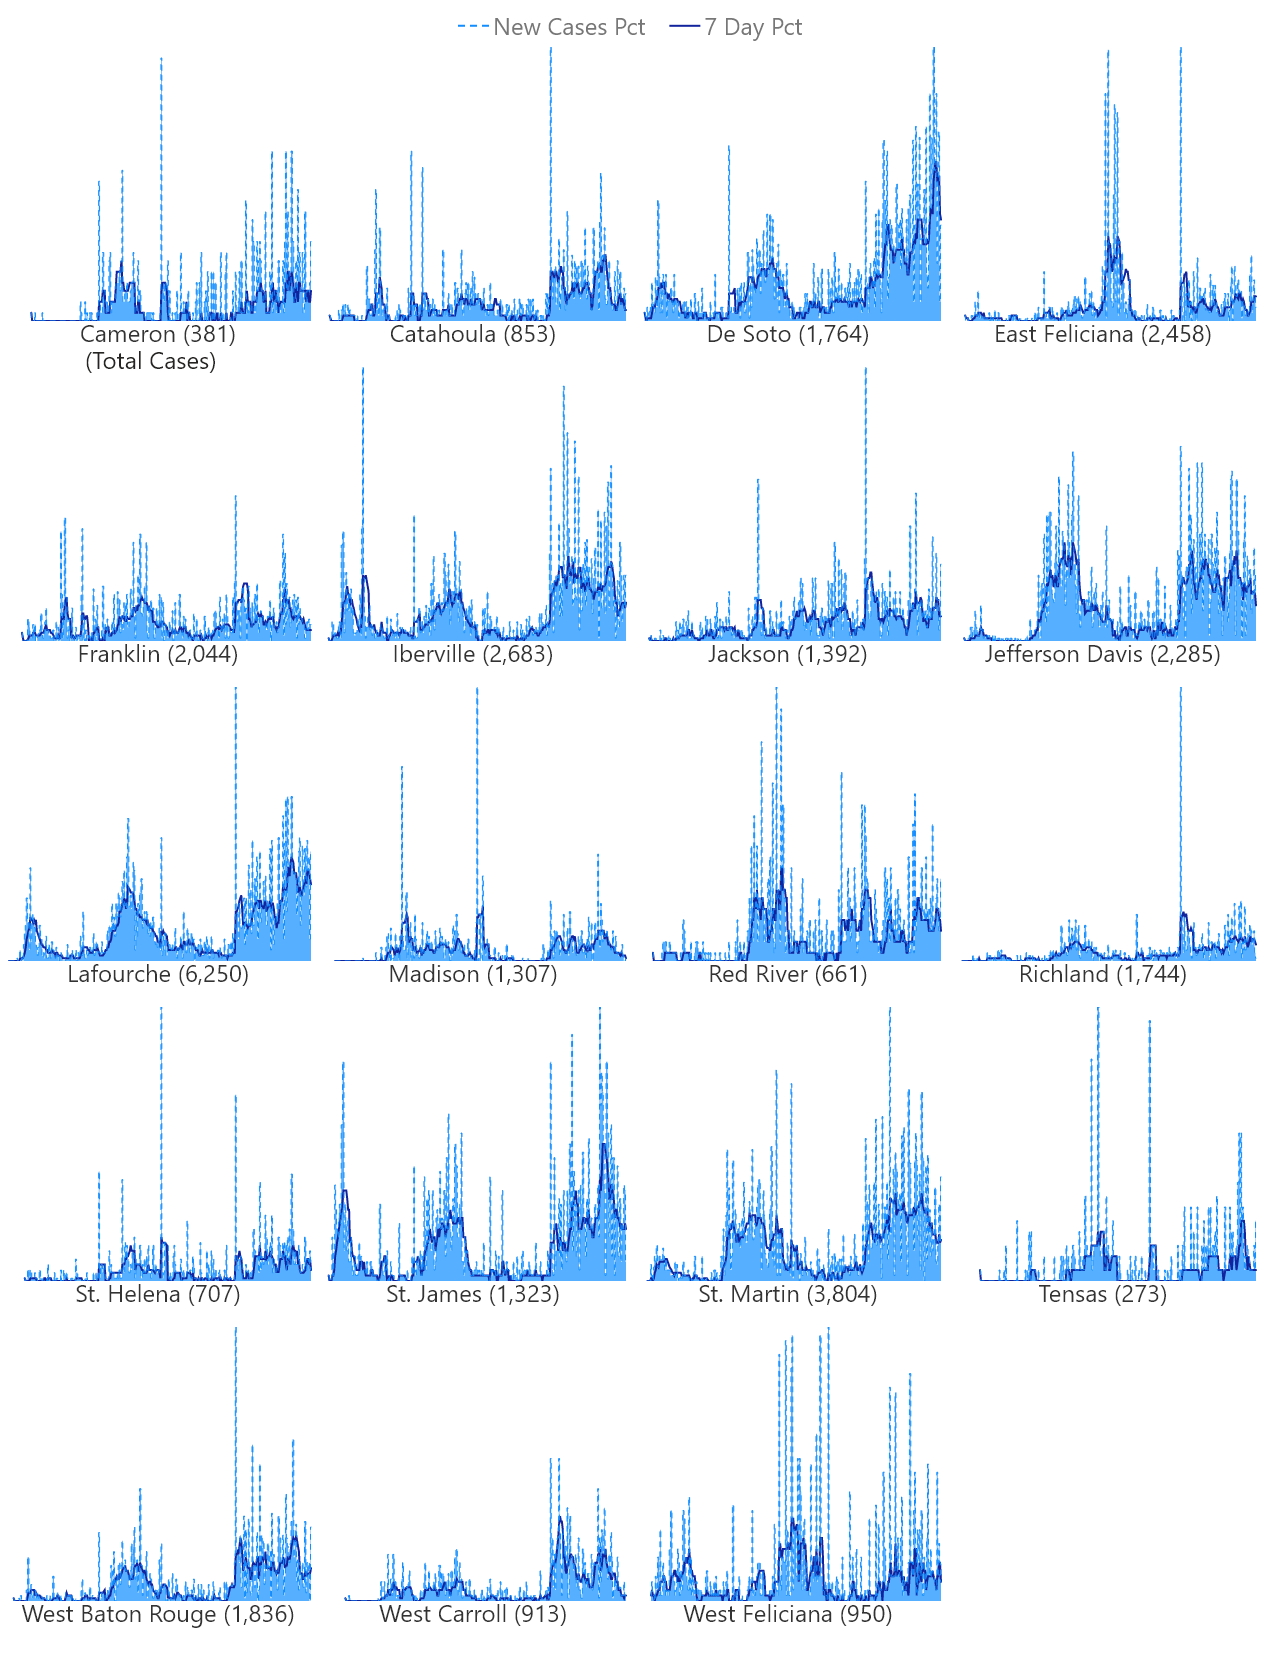 New Cases Pct 7 Day Pct
Cameron (381) Catahoula (853) De Soto (1,764) East Feliciana (2,458)
(Total Cases)
Franklin (2,044) Iberville (2,683) Jackson (1,392) Jefferson Davis (2,285)
Lafourche (6,250) Madison (1,307) Red River (661) Richland (1,744)
St. Helena (707) St. James (1,323) St. Martin (3,804) Tensas (273)
West Baton Rouge (1,836) West Carroll (913) West Feliciana (950)